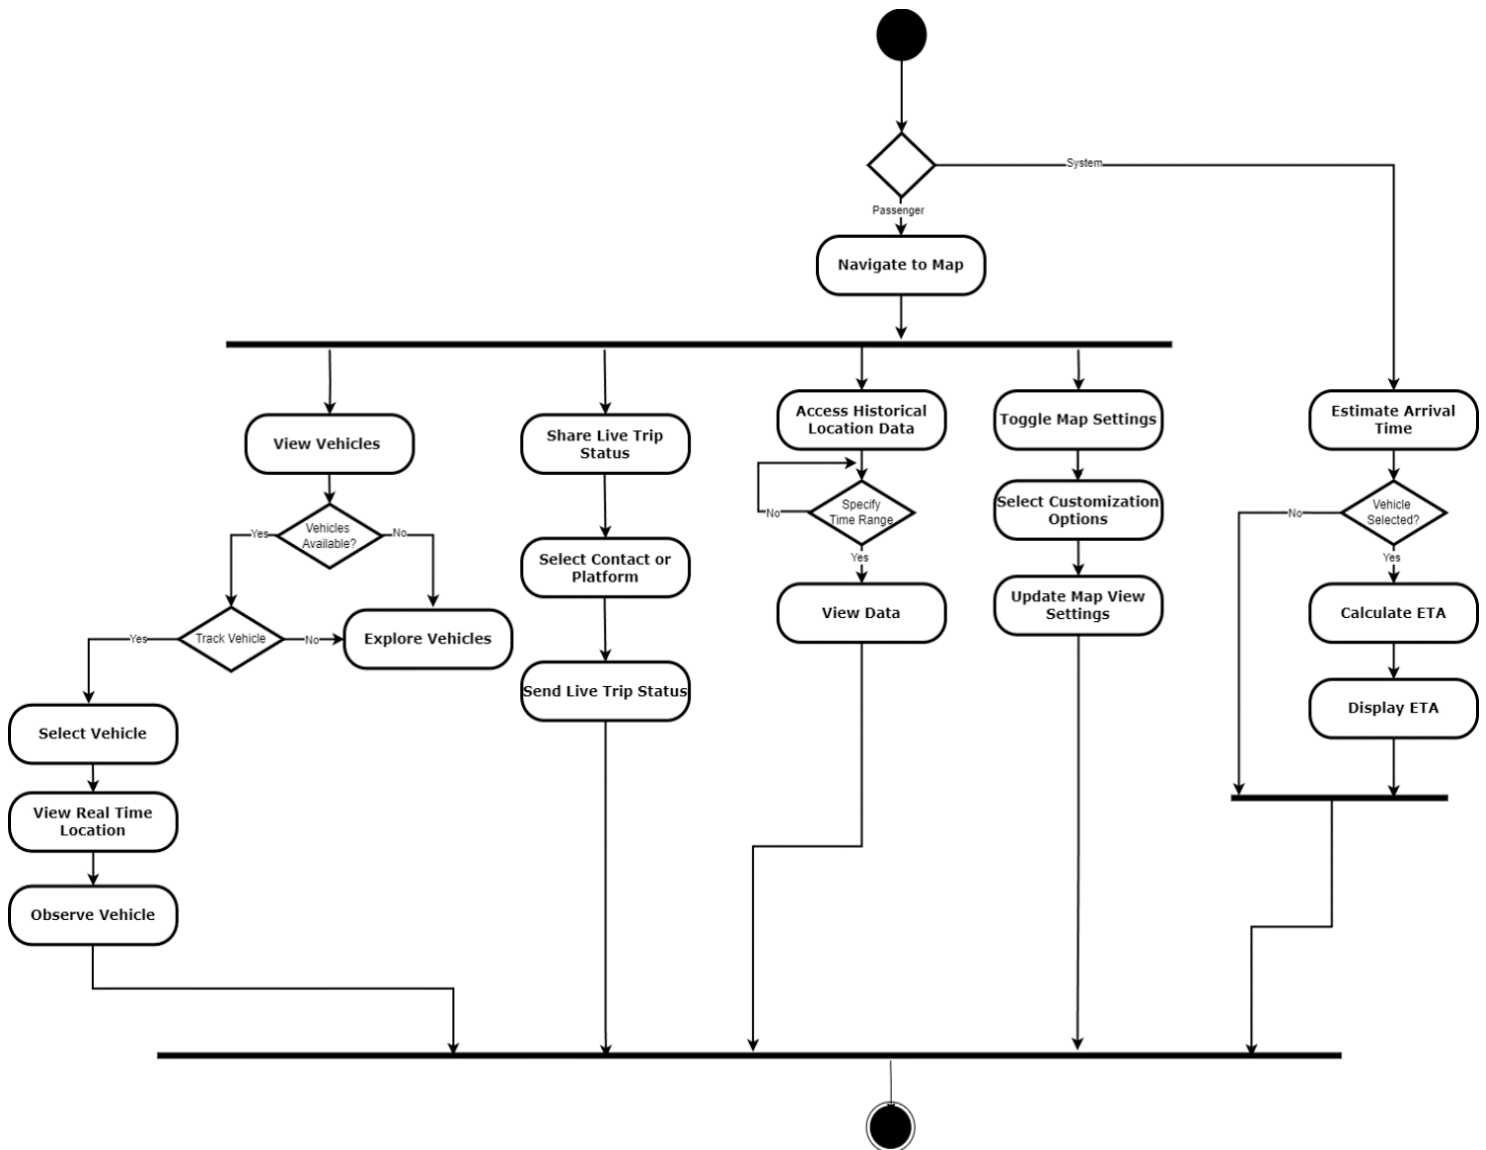 System
Passenger
Navigate to Map
View Vehicles
Vehicles
Available?
Yes
No
Track Vehicle
Yes
No
Explore Vehicles
Select Vehicle
View Real Time
Location
Observe Vehicle
Share Live Trip
Status
Select Contact or
Platform
Send Live Trip Status
Access Historical
Location Data
Specify
Time Range
No
Yes
View Data
Toggle Map Settings
Select Customization
Options
Update Map View
Settings
Estimate Arrival
Time
Vehicle
Selected?
No
Yes
Calculate ETA
Display ETA